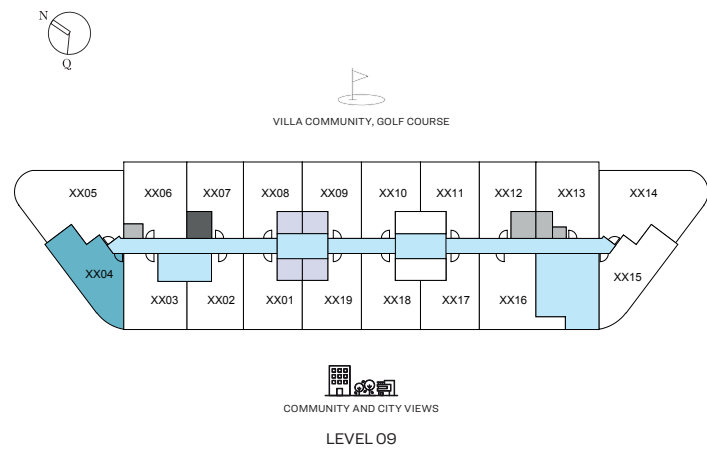 N
Q
VILLA COMMUNITY, GOLF COURSE
XX05 XX06 XX07 XX08 XX09 XX10 XX11 XX12 XX13 XX14
XX04 XX15
XX03 XX02 XX01 XX19 XX18 XX17 XX16
COMMUNITY AND CITY VIEWS
LEVEL 09